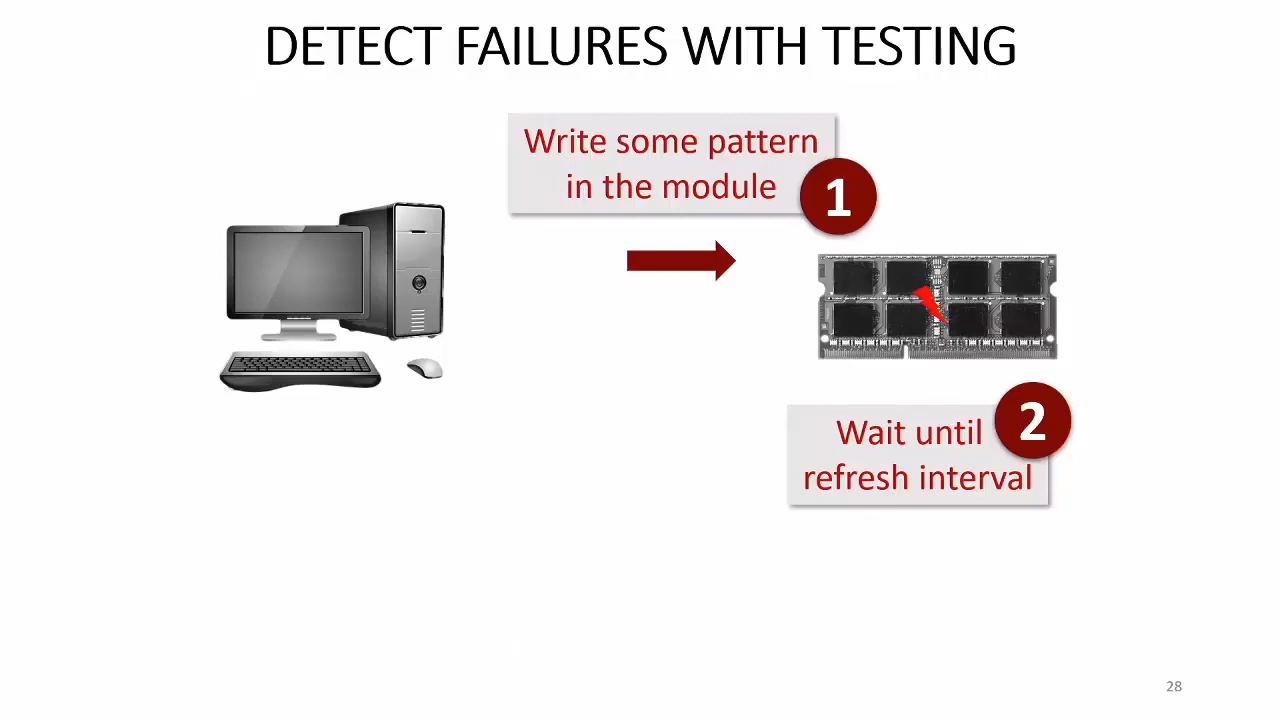 DETECT FAILURES WITH TESTING
Write some pattern
in the module
1
2
Wait until
refresh interval
28